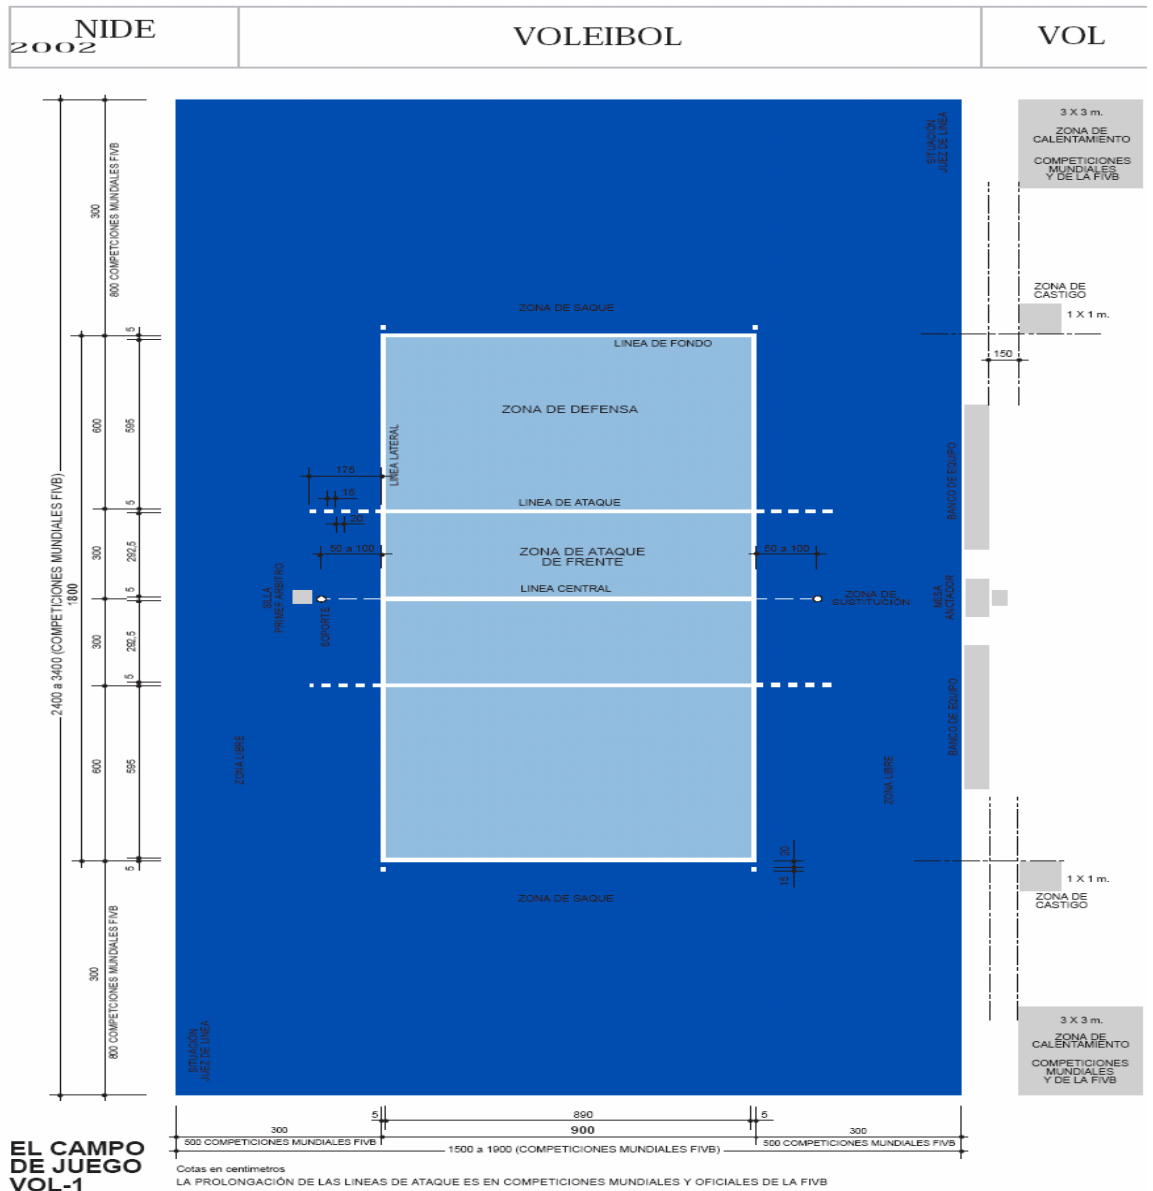 NIDE
2002
VOLEIBOL
VOL
3 X 3 m.
ZONA DE
CALENTAMIENTO
COMPETICIONES
MUNDIALES
Y DE LA FIVB
SITUACIÓN
JUEZ DE LINEA
800 COMPETCIONES MUNDIALES FIVB
300
ZONA DE
CASTIGO
1 X 1 m.
ZONA DE SAQUE
5
LINEA DE FONDO
150
ZONA DE DEFENSA
600
595
LINEA LATERAL
BANCO DE EQUIPO
175
15
LINEA DE ATAQUE
5
20
2400 a 3400 (COMPETICIONES MUNDIALES FIVB)
1800
300
292,5
50 a 100
ZONA DE ATAQUE
DE FRENTE
50 a 100
LINEA CENTRAL
5
SILLA
PRIMER ARBITRO
SOPORTE
ZONA DE
SUSTITUCIÓN
MESA
ANOTADOR
300
292,5
5
BANCO DE EQUIPO
ZONA LIBRE
600
595
ZONA LIBRE
20
15
5
1 X 1 m.
ZONA DE
CASTIGO
ZONA DE SAQUE
300
800 COMPETICIONES MUNDIALES FIVB
SITUACIÓN
JUEZ DE LINEA
3 X 3 m.
ZONA DE
CALENTAMIENTO
COMPETICIONES
MUNDIALES
Y DE LA FIVB
5
890
5
300
900
300
500 COMPETICIONES MUNDIALES FIVB
500 COMPETICIONES MUNDIALES FIVB
1500 a 1900 (COMPETICIONES MUNDIALES FIVB)
EL CAMPO
DE JUEGO
VOL-1
Cotas en centimetros
LA PROLONGACIÓN DE LAS LINEAS DE ATAQUE ES EN COMPETICIONES MUNDIALES Y OFICIALES DE LA FIVB